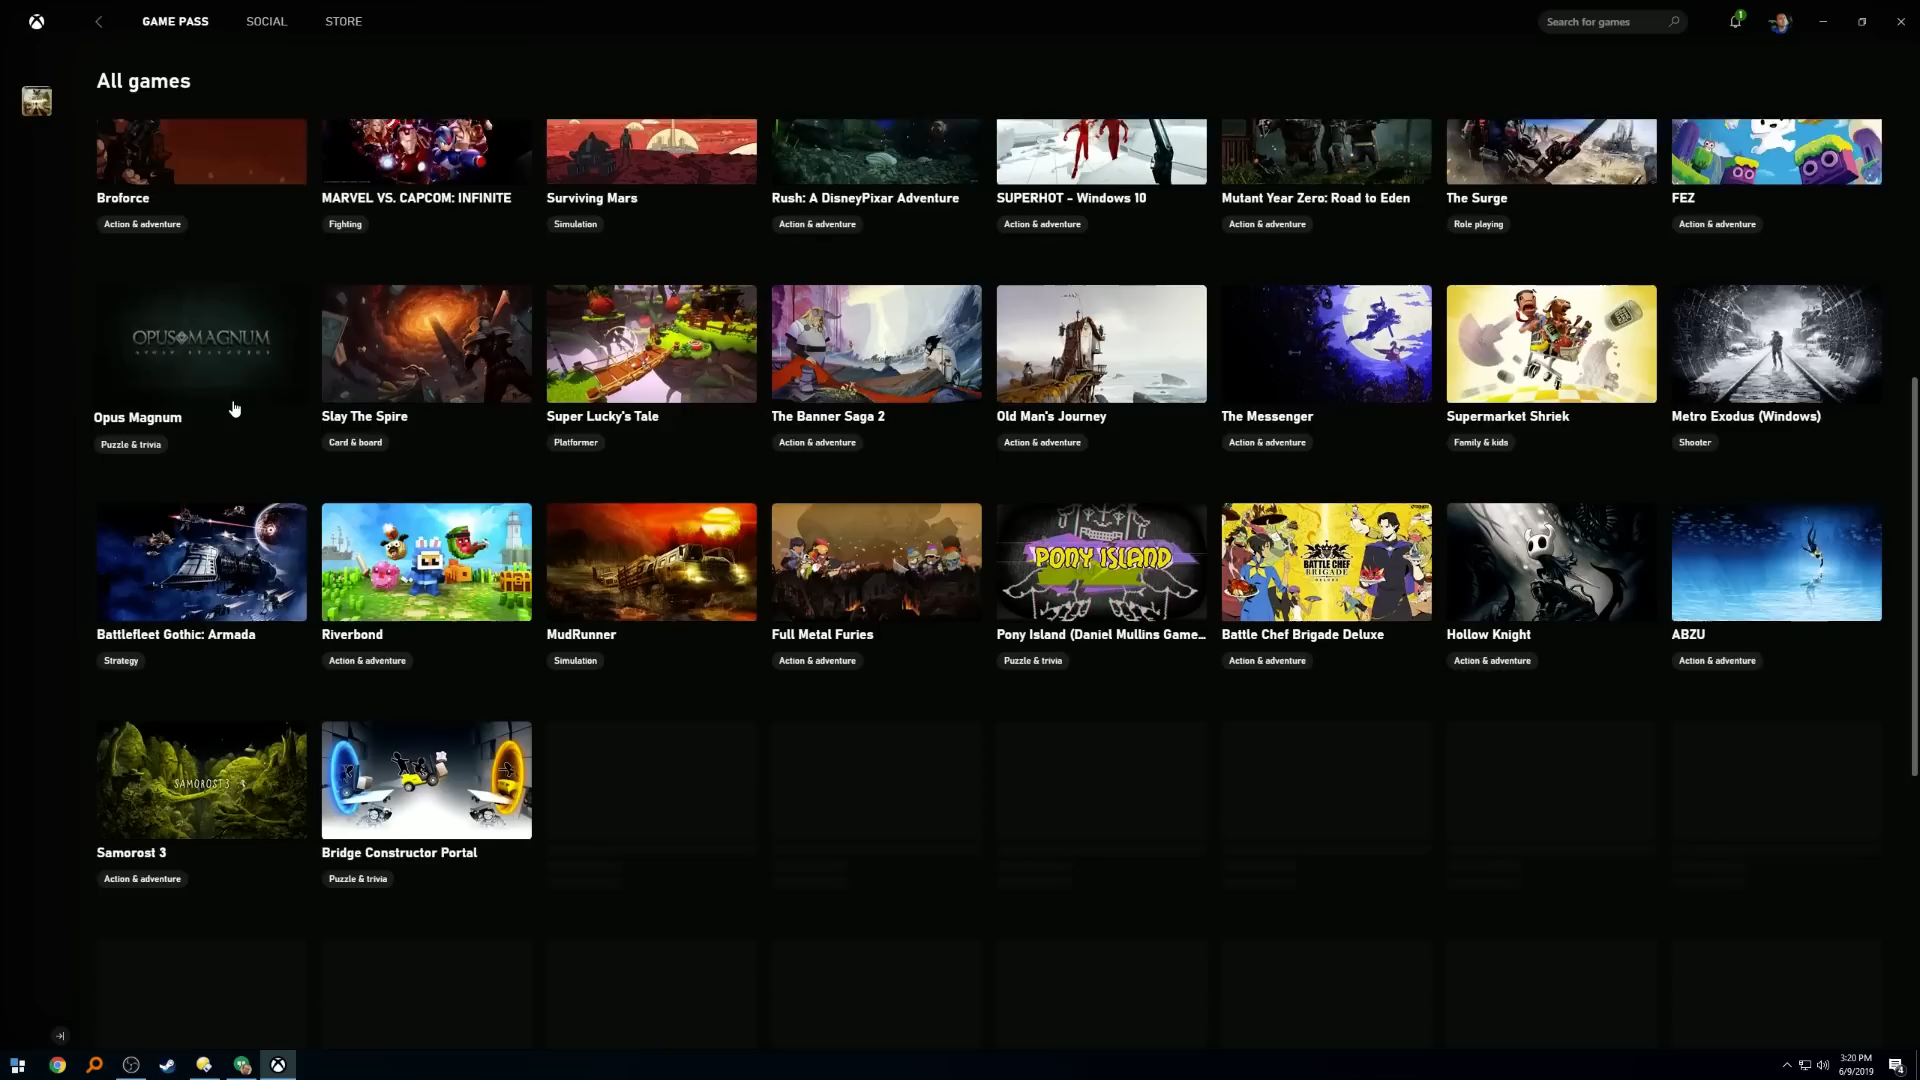 GAME PASS SOCIAL STORE Search for games 1
All games
Broforce MARVEL VS. CAPCOM: INFINITE Surviving Mars Rush: A DisneyPixar Adventure SUPERHOT - Windows 10 Mutant Year Zero: Road to Eden The Surge FEZ
Action & adventure Fighting Simulation Action & adventure Action & adventure Action & adventure Role playing Action & adventure
OPUS MAGNUM
Opus Magnum Slay The Spire Super Lucky's Tale The Banner Saga 2 Old Man's Journey The Messenger Supermarket Shriek Metro Exodus (Windows)
Puzzle & trivia Card & board Platformer Action & adventure Action & adventure Action & adventure Family & kids Shooter
PONY ISLAND BATTLE CHEF
BRIGADE
Battlefleet Gothic: Armada Riverbond MudRunner Full Metal Furies Pony Island (Daniel Mullins Game... Battle Chef Brigade Deluxe Hollow Knight ABZU
Strategy Action & adventure Simulation Action & adventure Puzzle & trivia Action & adventure Action & adventure Action & adventure
SAMOROST 3
Samorost 3 Bridge Constructor Portal
Action & adventure Puzzle & trivia
3:20 PM
6/9/2019
4